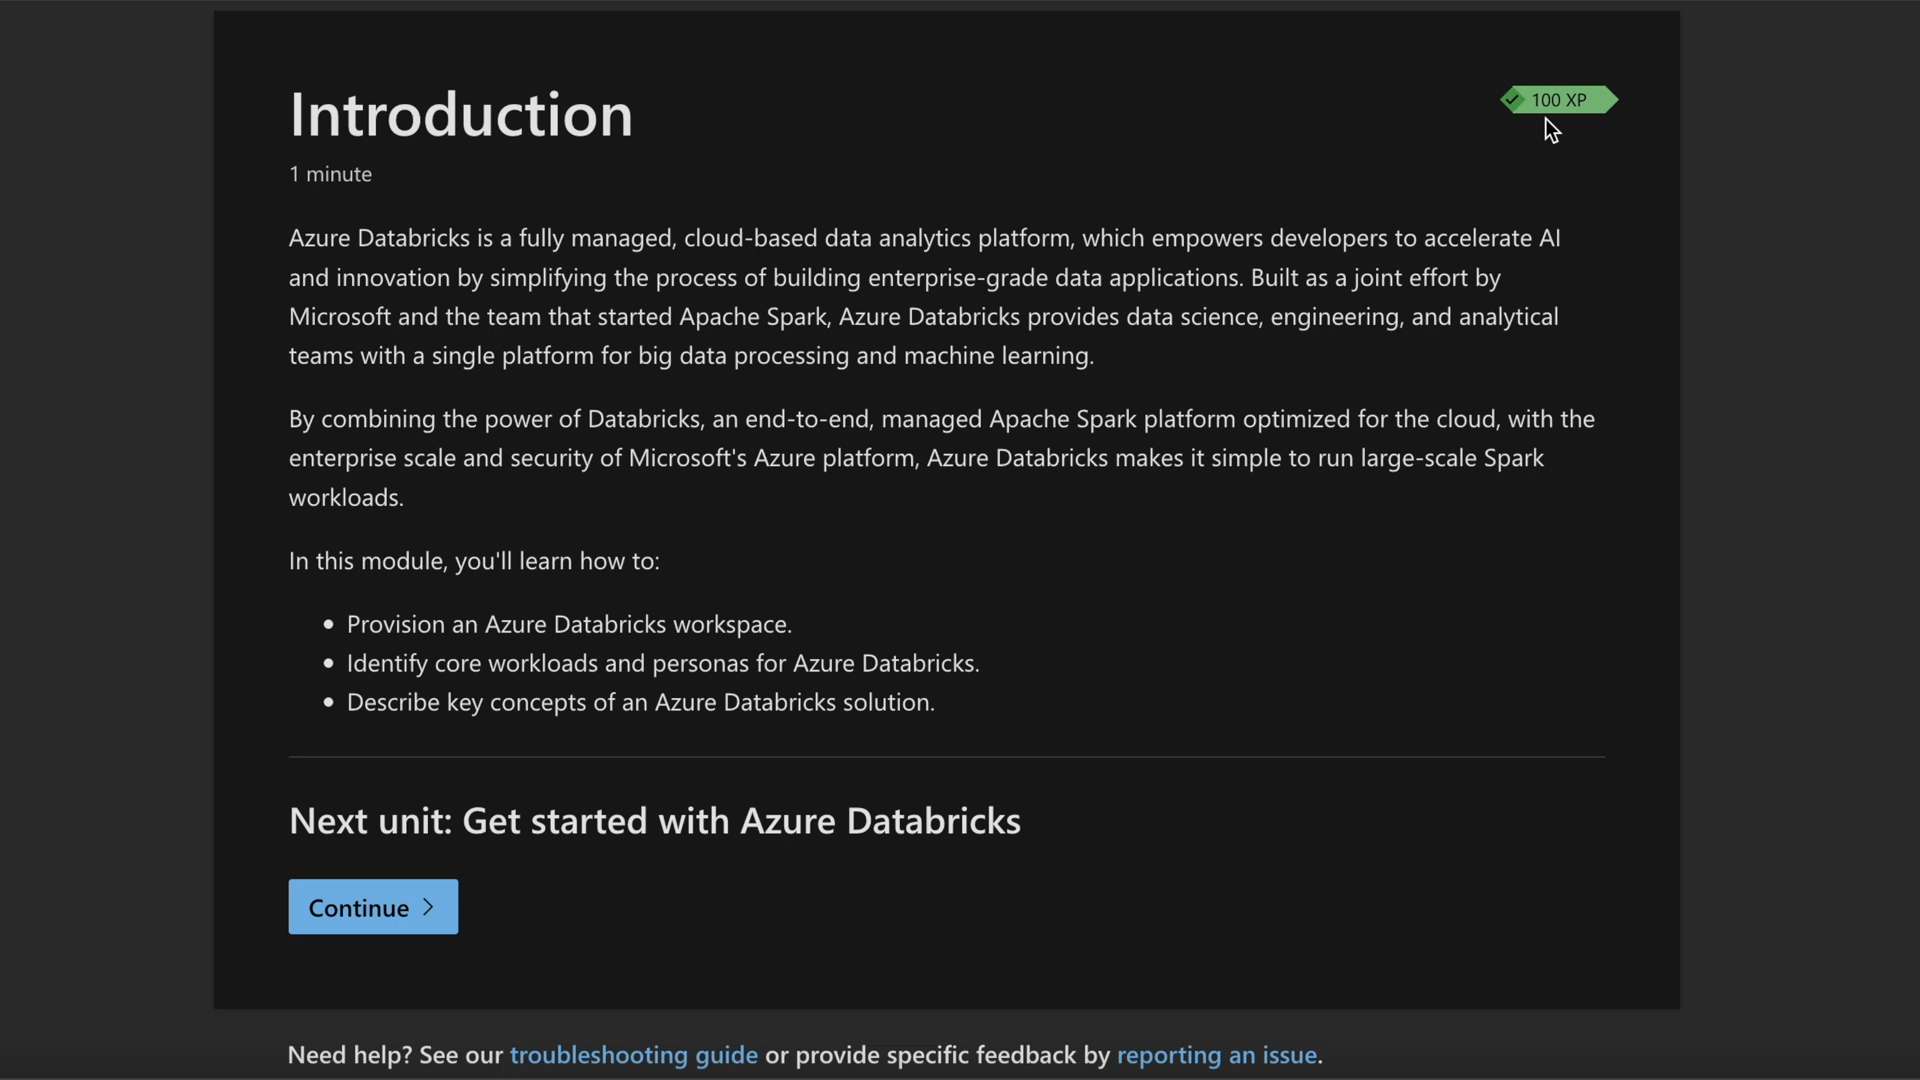 Introduction
100 XP
1 minute
Azure Databricks is a fully managed, cloud-based data analytics platform, which empowers developers to accelerate AI
and innovation by simplifying the process of building enterprise-grade data applications. Built as a joint effort by
Microsoft and the team that started Apache Spark, Azure Databricks provides data science, engineering, and analytical
teams with a single platform for big data processing and machine learning.
By combining the power of Databricks, an end-to-end, managed Apache Spark platform optimized for the cloud, with the
enterprise scale and security of Microsoft's Azure platform, Azure Databricks makes it simple to run large-scale Spark
workloads.
In this module, you'll learn how to:
• Provision an Azure Databricks workspace.
• Identify core workloads and personas for Azure Databricks.
• Describe key concepts of an Azure Databricks solution.
Next unit: Get started with Azure Databricks
Continue >
Need help? See our troubleshooting guide or provide specific feedback by reporting an issue.